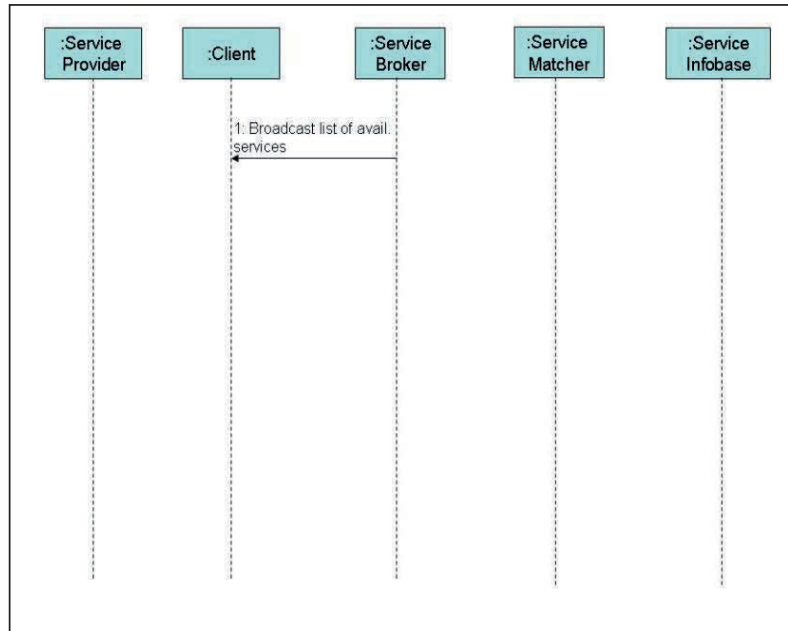 :Service
Provider
:Client
:Service
Broker
:Service
Matcher
:Service
Infobase
1: Broadcast list of avail.
services